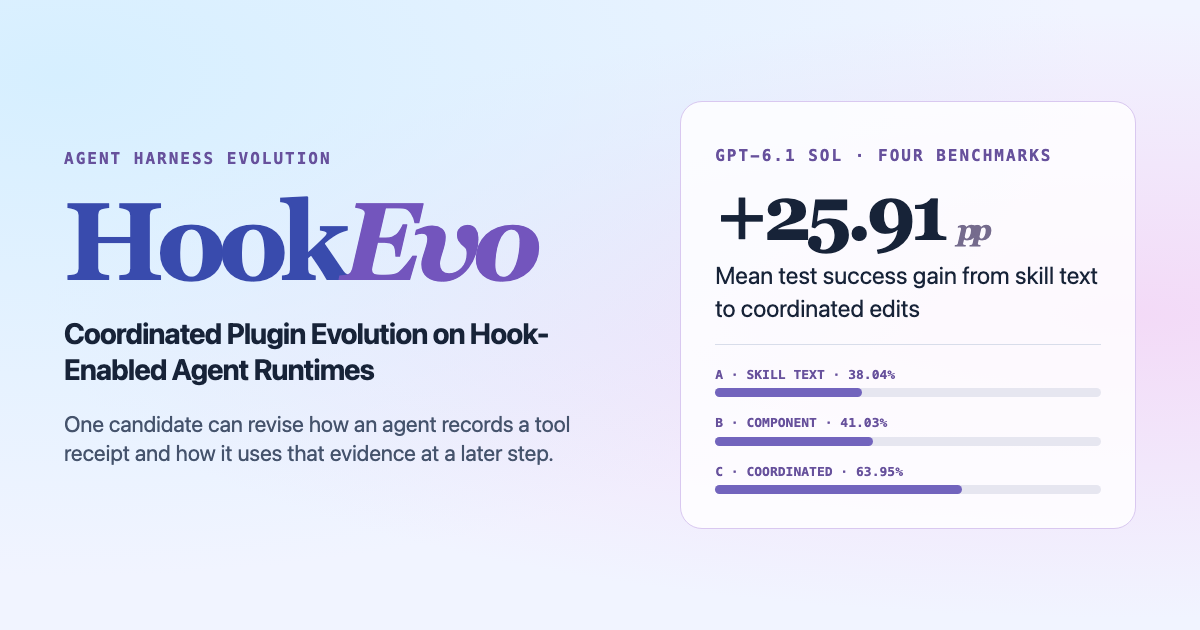 AGENT HARNESS EVOLUTION
HookEvo
Coordinated Plugin Evolution on Hook-
Enabled Agent Runtimes
One candidate can revise how an agent records a tool
receipt and how it uses that evidence at a later step.
GPT-6.1 SOL · FOUR BENCHMARKS
+25.91 pp
Mean test success gain from skill text
to coordinated edits
A · SKILL TEXT · 38.04%
B · COMPONENT · 41.03%
C · COORDINATED · 63.95%